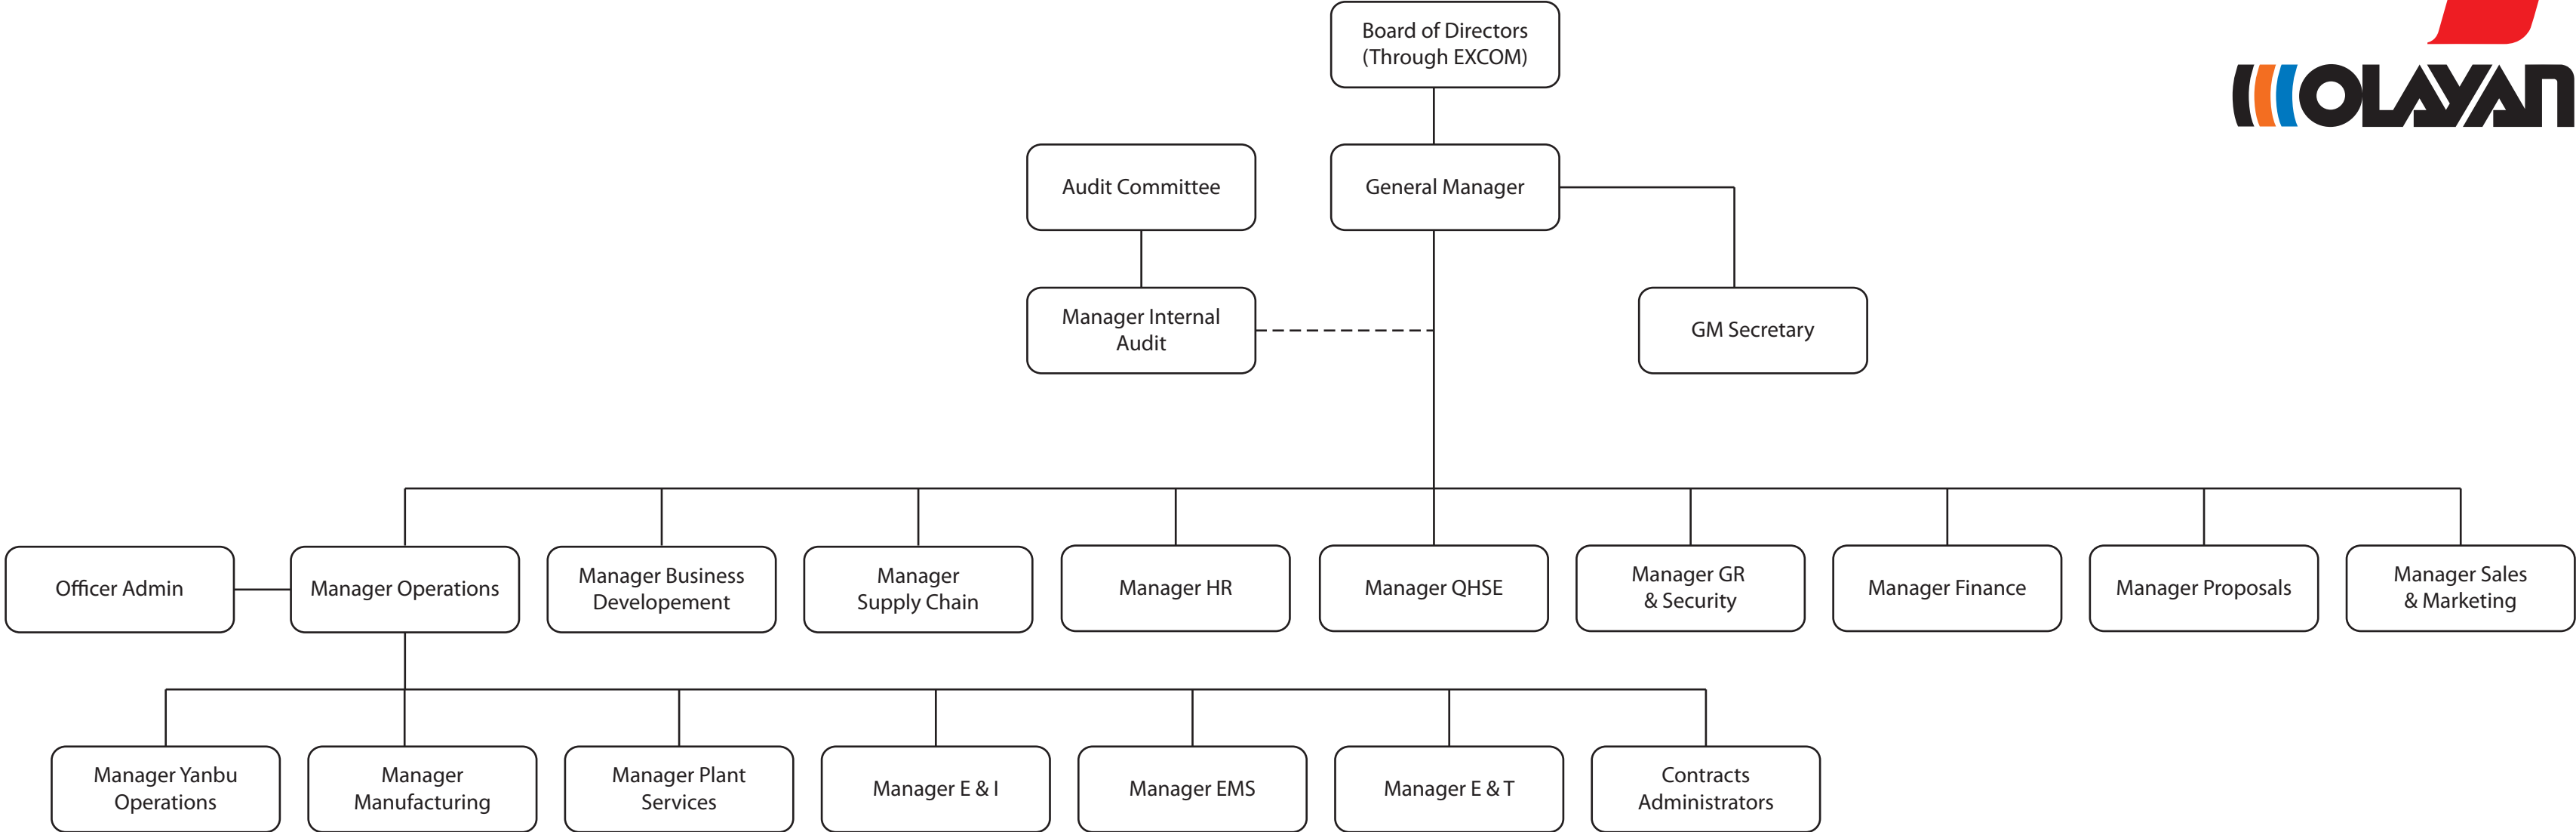 Board of Directors
(Through EXCOM)
OLAYAN
Audit Committee
General Manager
Manager Internal
Audit
GM Secretary
Officer Admin
Manager Operations
Manager Business
Developement
Manager
Supply Chain
Manager HR
Manager QHSE
Manager GR
& Security
Manager Finance
Manager Proposals
Manager Sales
& Marketing
Manager Yanbu
Operations
Manager
Manufacturing
Manager Plant
Services
Manager E & I
Manager EMS
Manager E & T
Contracts
Administrators